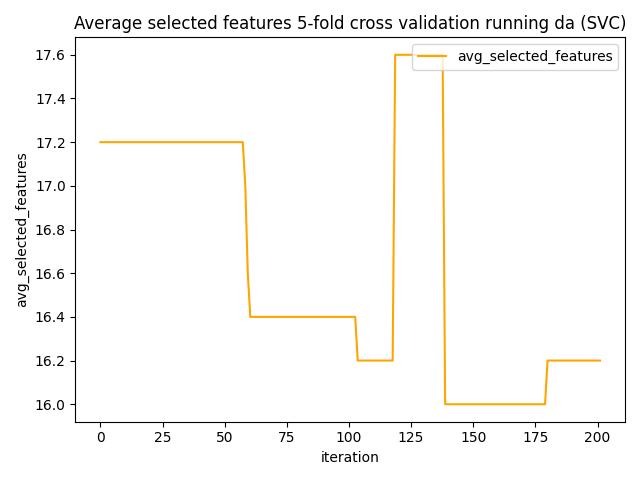 Average selected features 5-fold cross validation running da (SVC)
avg_selected_features
17.6
17.4
17.2
17.0
16.8
16.6
16.4
16.2
16.0
avg_selected_features
0 25 50 75 100 125 150 175 200
iteration